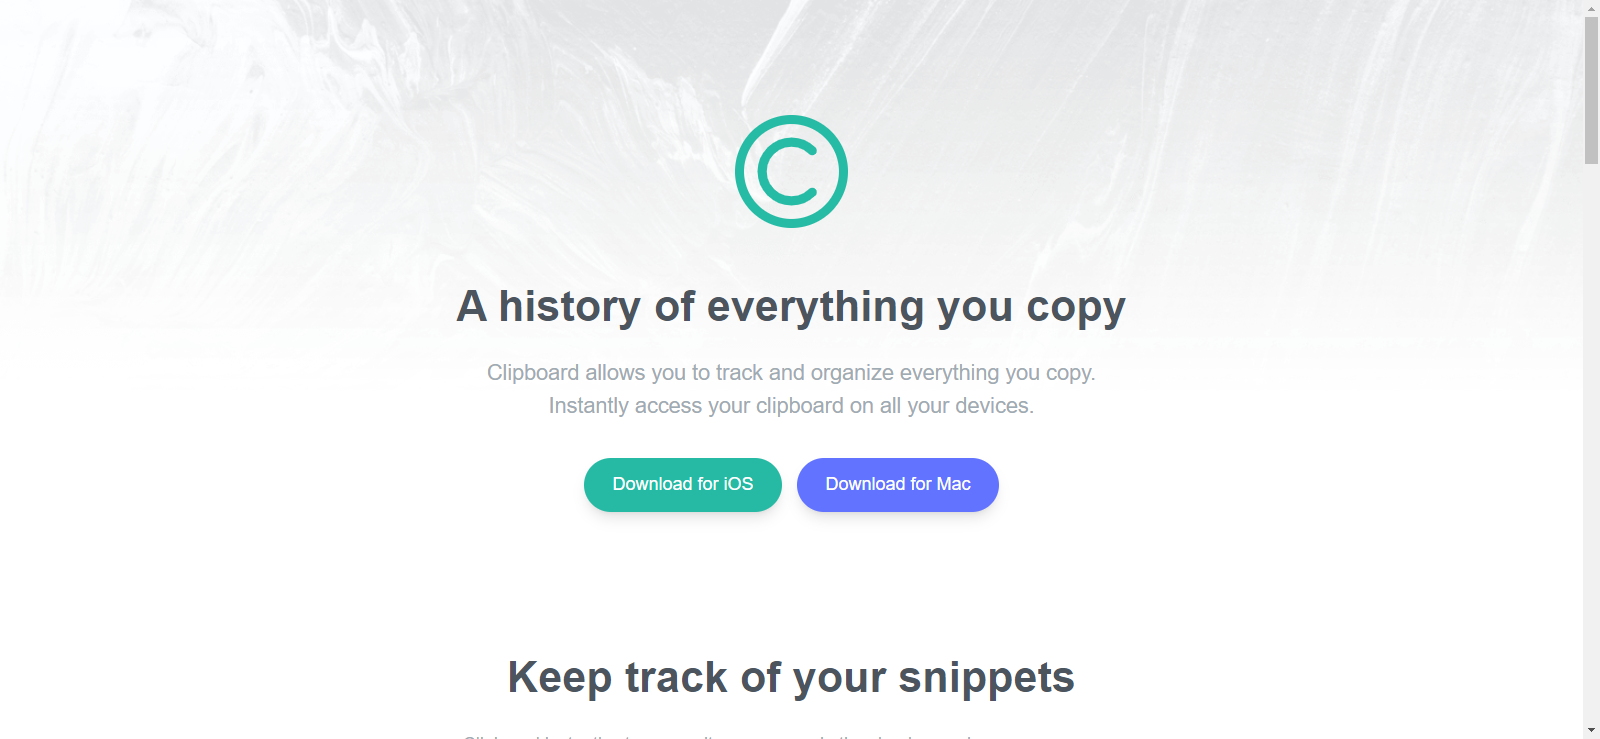 A history of everything you copy
Clipboard allows you to track and organize everything you copy.
Instantly access your clipboard on all your devices.
Download for iOS
Download for Mac
Keep track of your snippets